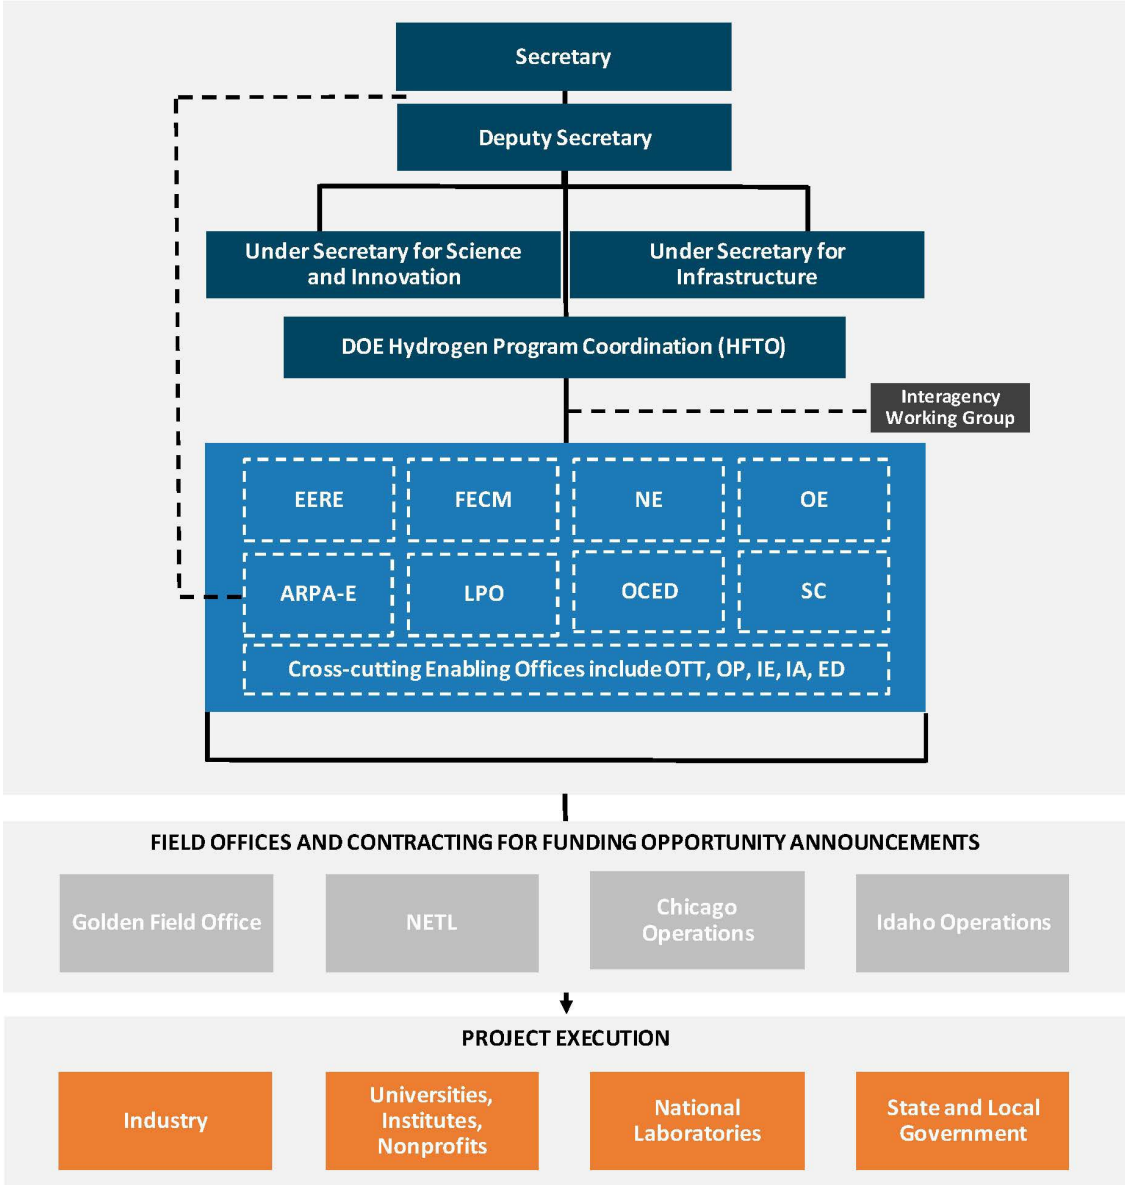 Secretary
Deputy Secretary
Under Secretary for Science
and Innovation
Under Secretary for
Infrastructure
DOE Hydrogen Program Coordination (HFTO)
Interagency
Working Group
EERE
FECM
NE
OE
ARPA-E
LPO
OCED
SC
Cross-cutting Enabling Offices include OTT, OP, IE, IA, ED
FIELD OFFICES AND CONTRACTING FOR FUNDING OPPORTUNITY ANNOUNCEMENTS
Golden Field Office
NETL
Chicago
Operations
Idaho Operations
PROJECT EXECUTION
Industry
Universities,
Institutes,
Nonprofits
National
Laboratories
State and Local
Government